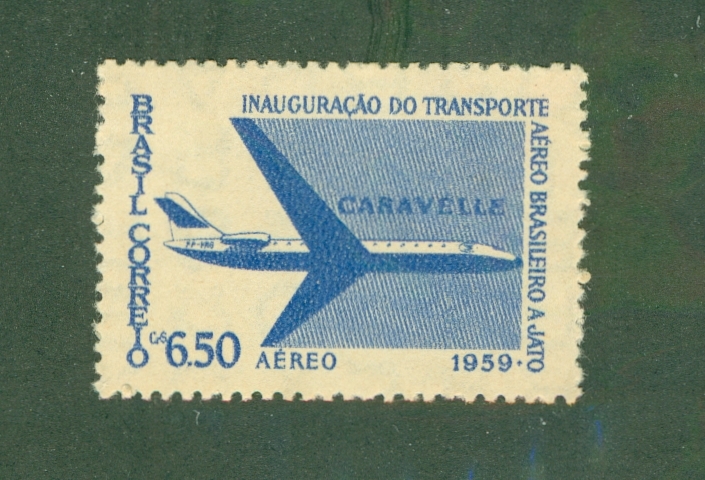 BRASIL CORREIO
INAUGURAÇÃO DO TRANSPORTE
AÉREO BRASILEIRO A JATO
CARAVELLE
Cr$ 6.50
AÉREO
1959